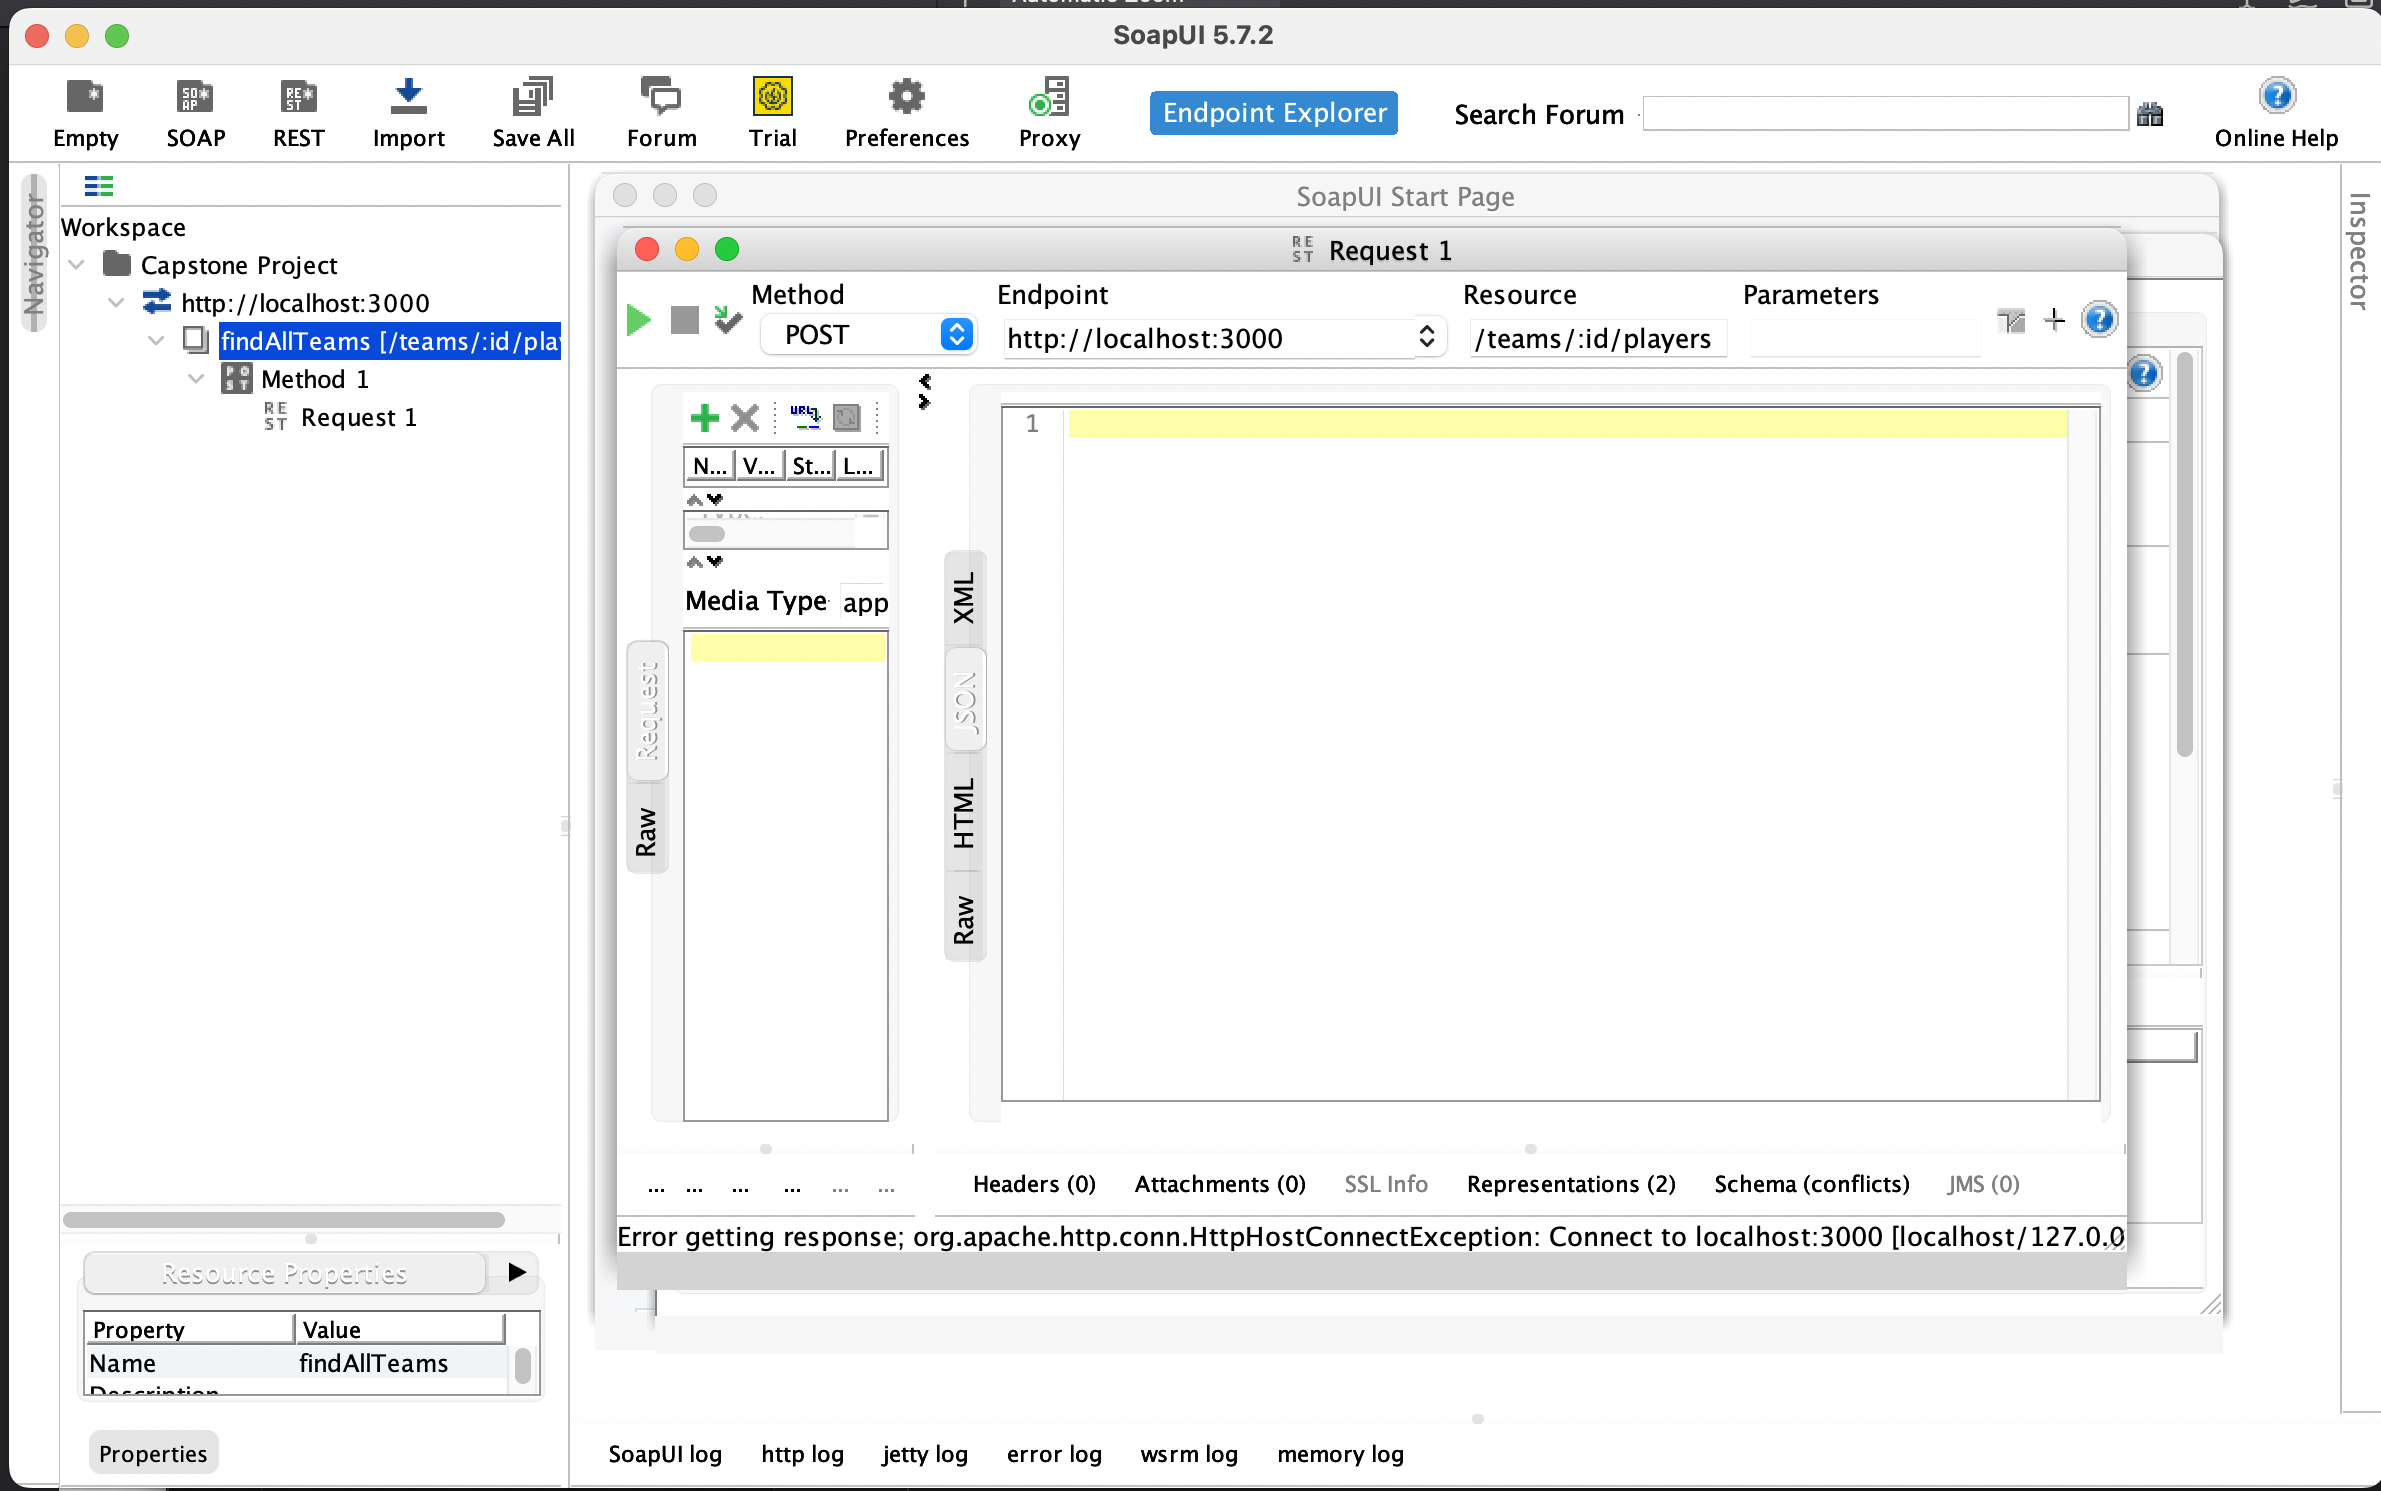 SoapUI 5.7.2
Empty
SOAP
REST
Import
Save All
Forum
Trial
Preferences
Proxy
Endpoint Explorer
Search Forum
Online Help
Navigator
Workspace
Capstone Project
http://localhost:3000
findAllTeams [/teams/:id/pla
Method 1
REST Request 1
SoapUI Start Page
REST Request 1
Method
Endpoint
Resource
Parameters
POST
http://localhost:3000
/teams/:id/players
N...
V...
St...
L...
Media Type
app
Request
Raw
XML
JSON
HTML
Raw
1
... ... ... ... ... ...
Headers (0)
Attachments (0)
SSL Info
Representations (2)
Schema (conflicts)
JMS (0)
Error getting response; org.apache.http.conn.HttpHostConnectException: Connect to localhost:3000 [localhost/127.0.0
Inspector
Resource Properties
Property
Value
Name
findAllTeams
Description
Properties
SoapUI log
http log
jetty log
error log
wsrm log
memory log